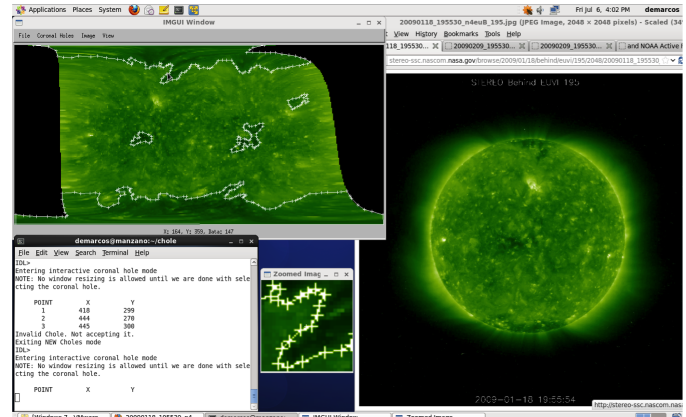 Applications Places System Fri Jul 6, 4:02 PM demarcos
IMGUI Window
File Coronal Holes Image View
X: 164, Y: 359, Data: 147
20090118_195530_n4euB_195.jpg (JPEG Image, 2048 × 2048 pixels) - Scaled (34%
View History Bookmarks Tools Help
118_195530... 20090209_195530... 20090209_195530... and NOAA Active
stereo-ssc.nascom.nasa.gov/browse/2009/01/18/behind/euvi/195/2048/20090118_195530_
STEREO Behind EUVI 195
2009-01-18 19:55:54
http://stereo-ssc.nascom.nas
demarcos@manzano:~/chole
File Edit View Search Terminal Help
IDL>
Entering interactive coronal hole mode
NOTE: No window resizing is allowed until we are done with sele
cting the coronal hole.
POINT X Y
1 418 299
2 444 270
3 445 300
Invalid Chole. Not accepting it.
Exiting NEW Choles mode
IDL>
Entering interactive coronal hole mode
NOTE: No window resizing is allowed until we are done with sele
cting the coronal hole.
POINT X Y
Zoomed Imag